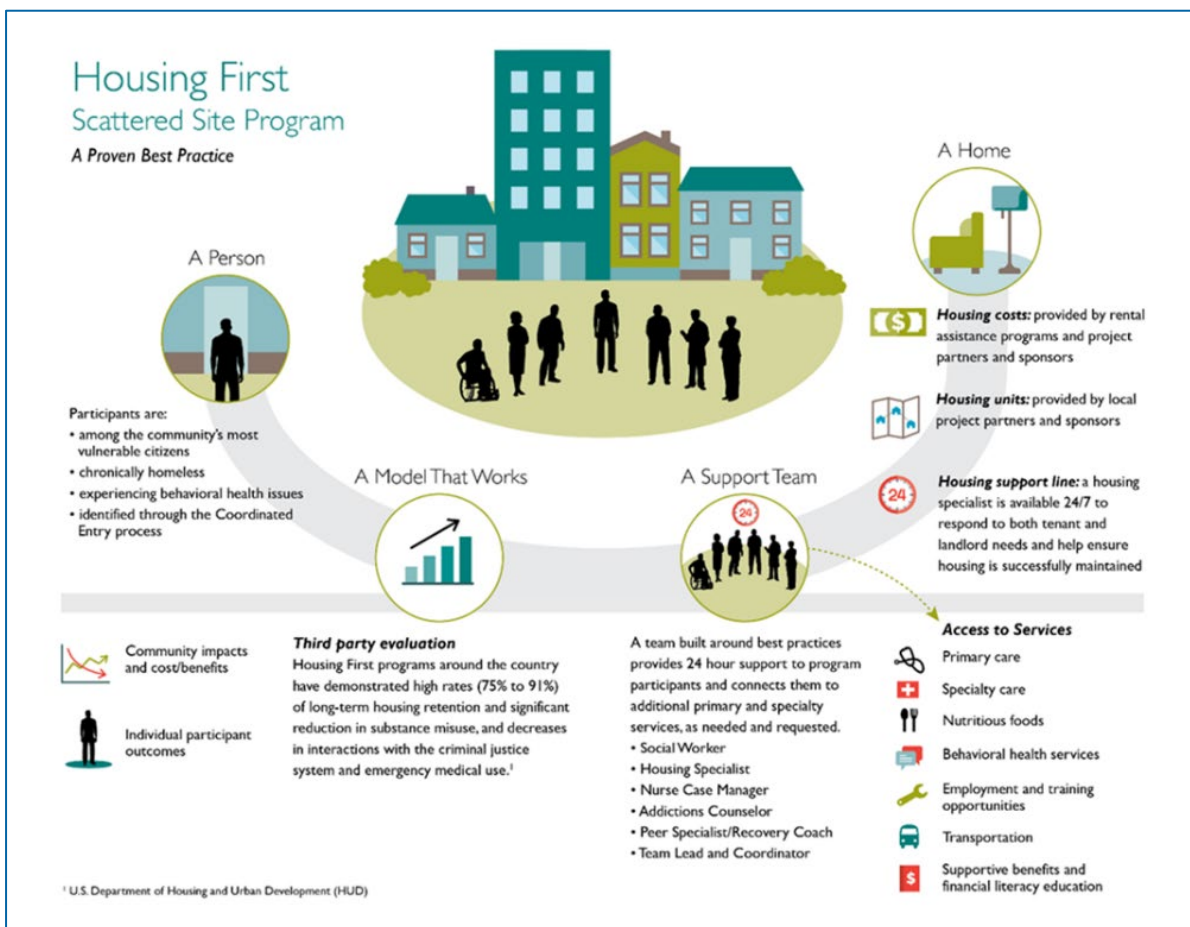 Housing First
Scattered Site Program
A Proven Best Practice
A Person
Participants are:
• among the community's most
vulnerable citizens
• chronically homeless
• experiencing behavioral health issues
• identified through the Coordinated
Entry process
A Model That Works
A Support Team
24
A Home
$
Housing costs: provided by rental
assistance programs and project
partners and sponsors
Housing units: provided by local
project partners and sponsors
24
Housing support line: a housing
specialist is available 24/7 to
respond to both tenant and
landlord needs and help ensure
housing is successfully maintained
Community impacts
and cost/benefits
Individual participant
outcomes
Third party evaluation
Housing First programs around the country
have demonstrated high rates (75% to 91%)
of long-term housing retention and significant
reduction in substance misuse, and decreases
in interactions with the criminal justice
system and emergency medical use.¹
A team built around best practices
provides 24 hour support to program
participants and connects them to
additional primary and specialty
services, as needed and requested.
• Social Worker
• Housing Specialist
• Nurse Case Manager
• Addictions Counselor
• Peer Specialist/Recovery Coach
• Team Lead and Coordinator
Access to Services
Primary care
Specialty care
Nutritious foods
Behavioral health services
Employment and training
opportunities
Transportation
$
Supportive benefits and
financial literacy education
¹ U.S. Department of Housing and Urban Development (HUD)